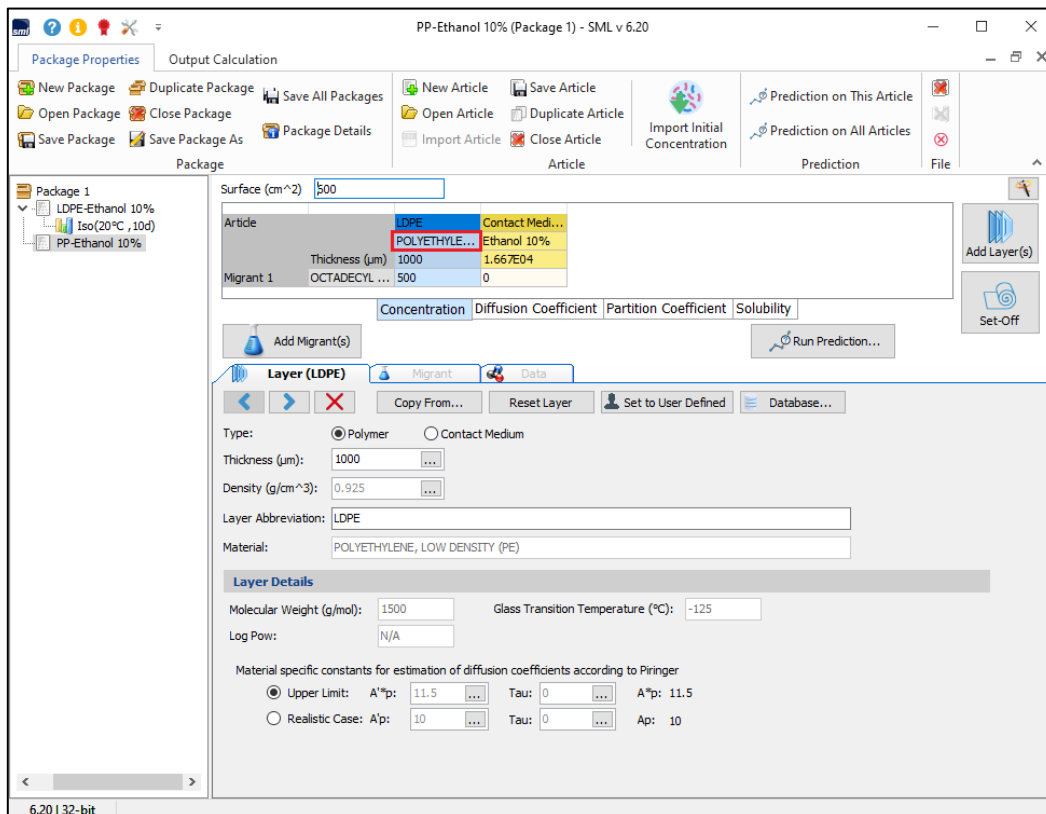 sml PP-Ethanol 10% (Package 1) - SML v 6.20
Package Properties Output Calculation
New Package Duplicate Package Save All Packages New Article Save Article Import Initial Concentration Prediction on This Article
Open Package Close Package Open Article Duplicate Article Prediction on All Articles
Save Package Save Package As Package Details Import Article Close Article
Package Article Prediction File
Package 1
LDPE-Ethanol 10%
Iso(20°C ,10d)
PP-Ethanol 10%
Surface (cm^2) 500
Article LDPE Contact Medi...
POLYETHYLE... Ethanol 10%
Thickness (µm) 1000 1.667E04
Migrant 1 OCTADECYL ... 500 0
Concentration Diffusion Coefficient Partition Coefficient Solubility
Add Layer(s)
Set-Off
Add Migrant(s) Run Prediction...
Layer (LDPE) Migrant Data
Copy From... Reset Layer Set to User Defined Database...
Type: Polymer Contact Medium
Thickness (µm): 1000 ...
Density (g/cm^3): 0.925 ...
Layer Abbreviation: LDPE
Material: POLYETHYLENE, LOW DENSITY (PE)
Layer Details
Molecular Weight (g/mol): 1500 Glass Transition Temperature (°C): -125
Log Pow: N/A
Material specific constants for estimation of diffusion coefficients according to Piringer
Upper Limit: A'*p: 11.5 ... Tau: 0 ... A*p: 11.5
Realistic Case: A'p: 10 ... Tau: 0 ... Ap: 10
6.20 | 32-bit